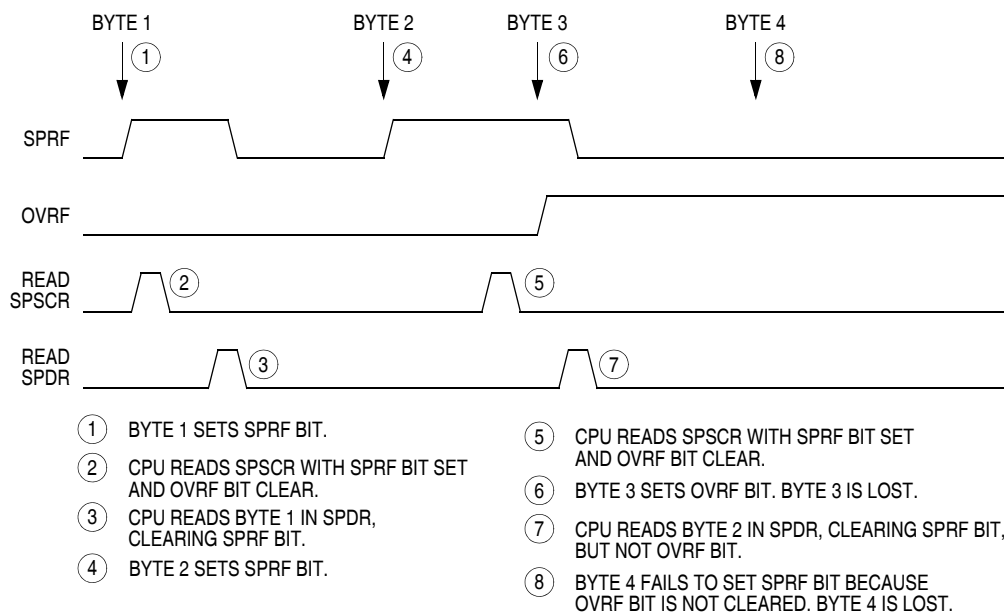 BYTE 1
BYTE 2
BYTE 3
BYTE 4
1
4
6
8
SPRF
OVRF
READ
SPSCR
2
5
READ
SPDR
3
7
1 BYTE 1 SETS SPRF BIT.
2 CPU READS SPSCR WITH SPRF BIT SET
AND OVRF BIT CLEAR.
3 CPU READS BYTE 1 IN SPDR,
CLEARING SPRF BIT.
4 BYTE 2 SETS SPRF BIT.
5 CPU READS SPSCR WITH SPRF BIT SET
AND OVRF BIT CLEAR.
6 BYTE 3 SETS OVRF BIT. BYTE 3 IS LOST.
7 CPU READS BYTE 2 IN SPDR, CLEARING SPRF BIT,
BUT NOT OVRF BIT.
8 BYTE 4 FAILS TO SET SPRF BIT BECAUSE
OVRF BIT IS NOT CLEARED. BYTE 4 IS LOST.